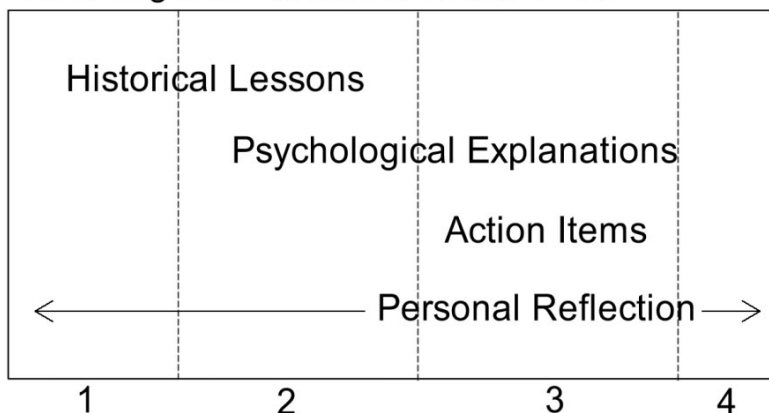 Historical Lessons
Psychological Explanations
Action Items
Personal Reflection
1 2 3 4